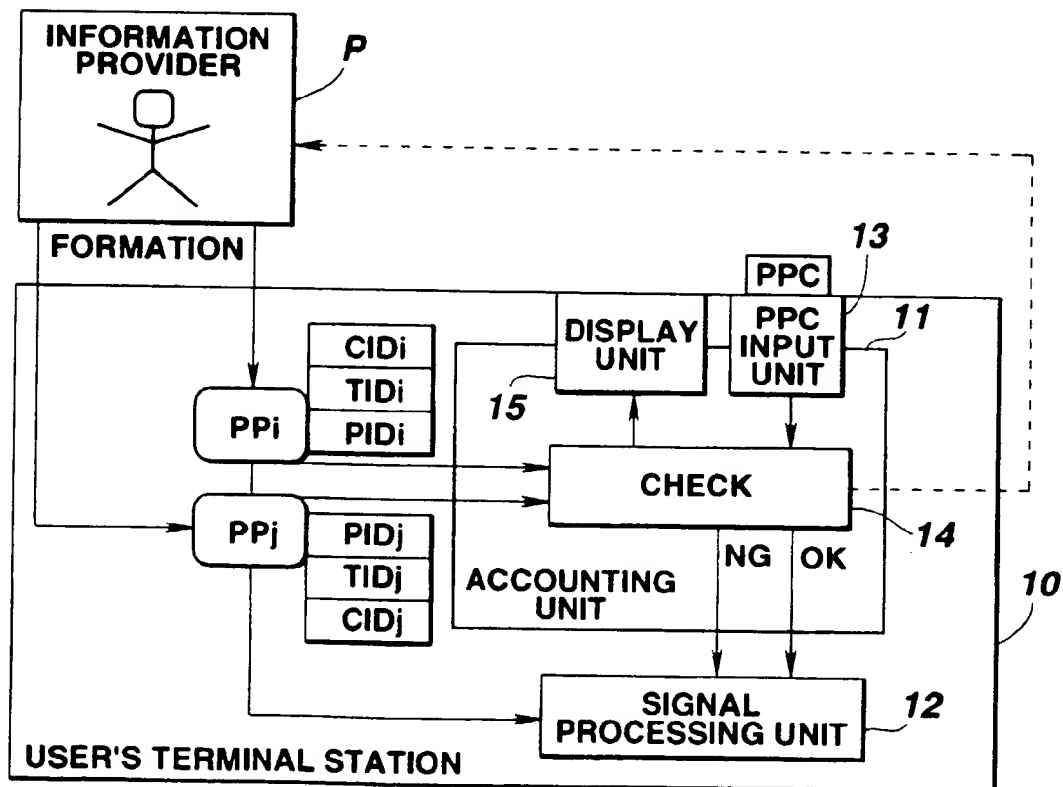 INFORMATION
PROVIDER
P
FORMATION
13
PPC
11
DISPLAY
UNIT
PPC
INPUT
UNIT
CIDi
TIDi
PIDi
15
PPi
CHECK
PPj
PIDj
TIDj
CIDj
14
NG
OK
ACCOUNTING
UNIT
10
SIGNAL
PROCESSING UNIT
12
USER'S TERMINAL STATION